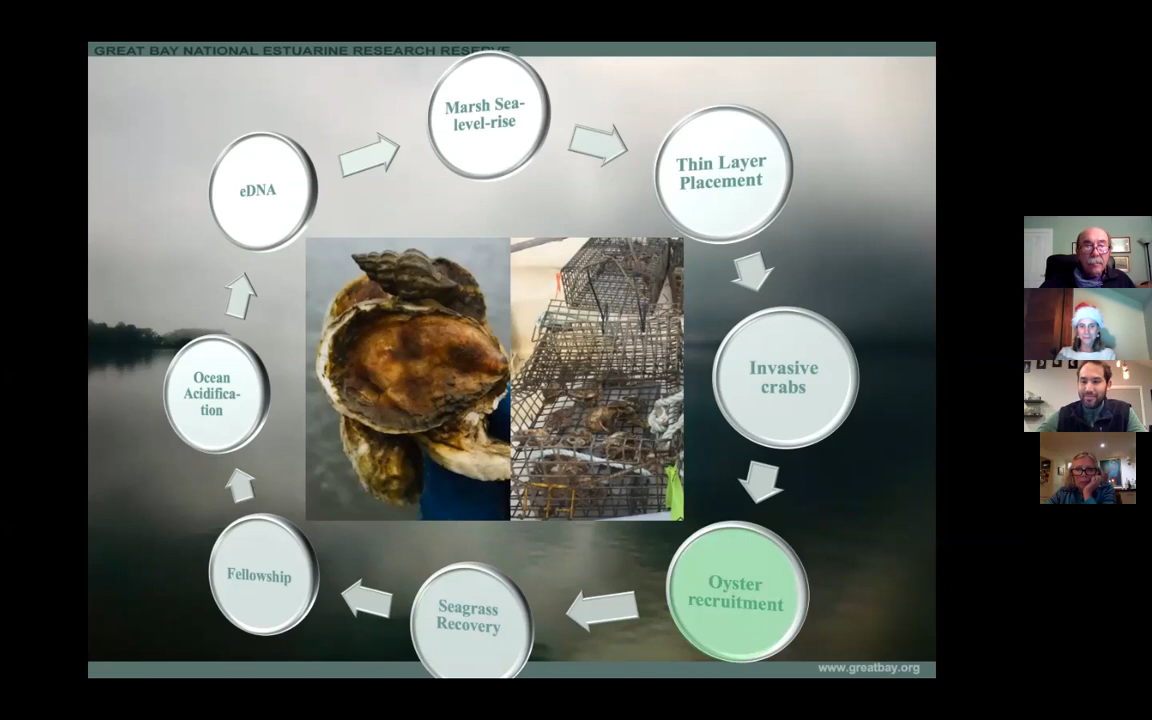 GREAT BAY NATIONAL ESTUARINE RESEARCH RESERVE
Marsh Sea-
level-rise
Thin Layer
Placement
eDNA
Invasive
crabs
Ocean
Acidifica-
tion
Oyster
recruitment
Fellowship
Seagrass
Recovery
www.greatbay.org